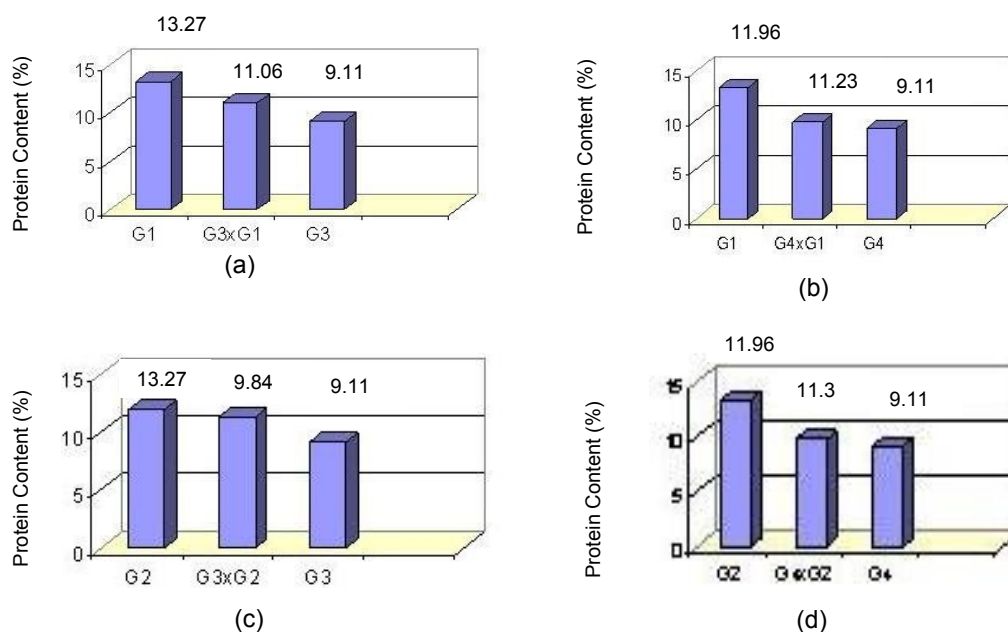 13.27
11.06 9.11
Protein Content (%)
15
10
5
0
G1 G3xG1 G3
(a)
11.96
11.23 9.11
Protein Content (%)
15
10
5
0
G1 G4xG1 G4
(b)
13.27 9.84 9.11
Protein Content (%)
15
10
5
0
G2 G3xG2 G3
(c)
11.96
11.3 9.11
Protein Content (%)
15
10
5
0
G2 G4xG2 G4
(d)